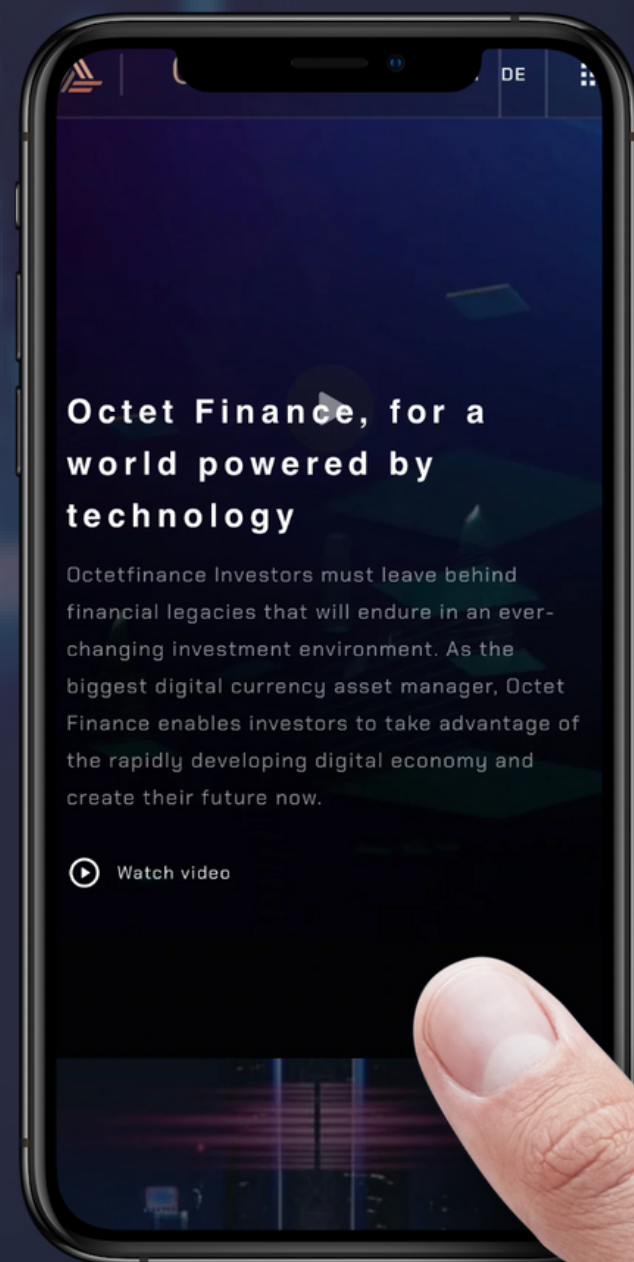 DE
Octet Finance, for a
world powered by
technology
Octetfinance Investors must leave behind
financial legacies that will endure in an ever-
changing investment environment. As the
biggest digital currency asset manager, Octet
Finance enables investors to take advantage of
the rapidly developing digital economy and
create their future now.
Watch video